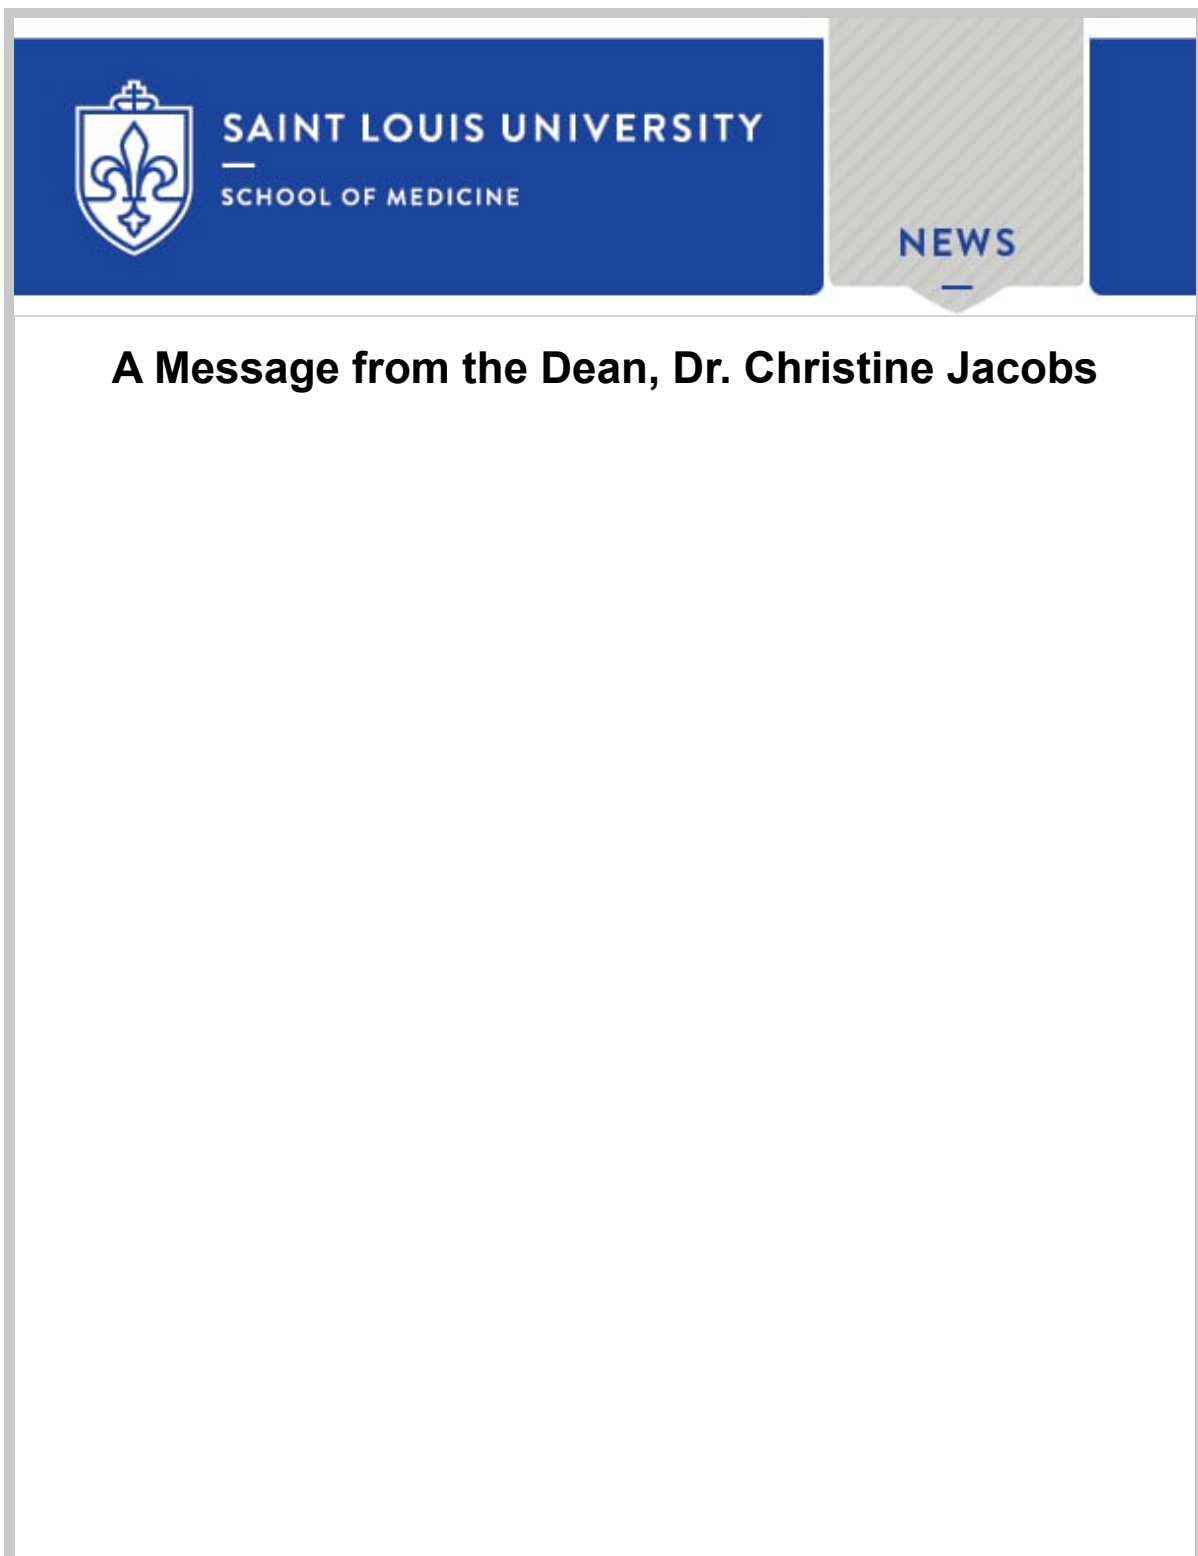 SAINT LOUIS UNIVERSITY
SCHOOL OF MEDICINE
NEWS
A Message from the Dean, Dr. Christine Jacobs